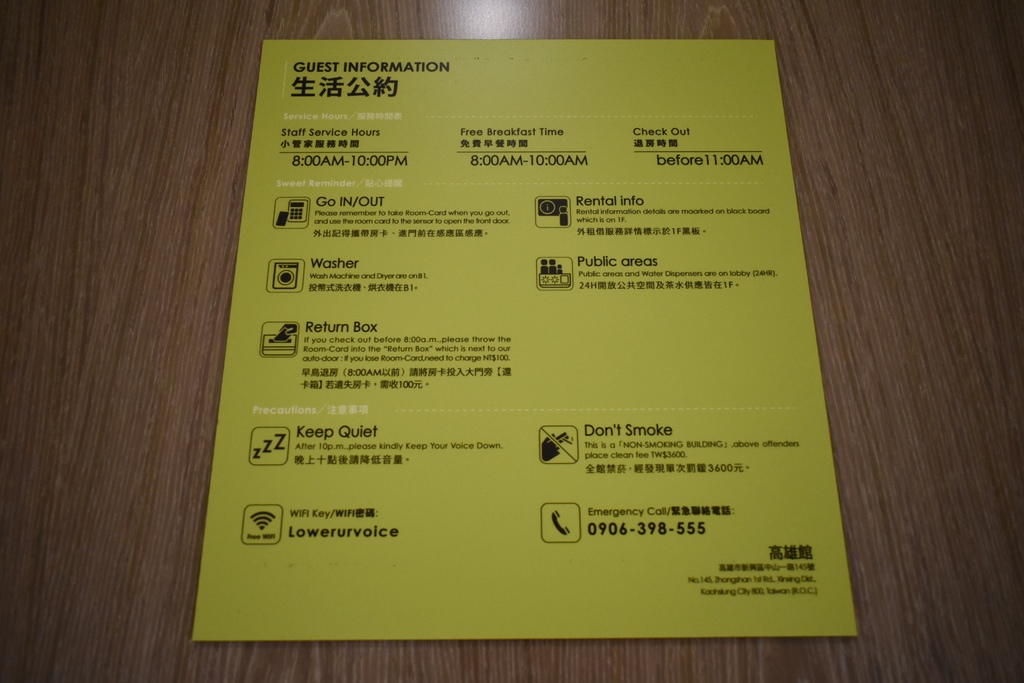 GUEST INFORMATION
生活公約
Service Hours／服務時間表
Staff Service Hours
小管家服務時間
8:00AM-10:00PM
Free Breakfast Time
免費早餐時間
8:00AM-10:00AM
Check Out
退房時間
before11:00AM
Sweet Reminder／貼心提醒
Go IN/OUT
Please remember to take Room-Card when you go out,
and use the room card to the sensor to open the front door.
外出記得攜帶房卡、進門前在感應區感應。
Rental info
Rental information details are maarked on black board
which is on 1F.
外租借服務詳情標示於1F黑板。
Washer
Wash Machine and Dryer are on B1.
投幣式洗衣機、烘衣機在B1。
Public areas
Public areas and Water Dispensers are on lobby (24HR).
24H開放公共空間及茶水供應皆在1F。
Return Box
If you check out before 8:00a.m.,please throw the
Room-Card into the "Return Box" which is next to our
auto-door : If you lose Room-Card,need to charge NT$100.
早鳥退房（8:00AM以前）請將房卡投入大門旁【還
卡箱】若遺失房卡，需收100元。
Precautions／注意事項
zzZ
Keep Quiet
After 10p.m.,please kindly Keep Your Voice Down.
晚上十點後請降低音量。
Don't Smoke
This is a「NON-SMOKING BUILDING」,above offenders
place clean fee TW$3600.
全館禁菸，經發現單次罰鍰3600元。
Free WIFI
WIFI Key/WIFI密碼:
Lowerurvoice
Emergency Call/緊急聯絡電話:
0906-398-555
高雄館
高雄市新興區中山一路145號
No.145, Zhongshan 1st Rd., Xinxing Dist.,
Kaohsiung City 800, Taiwan (R.O.C.)